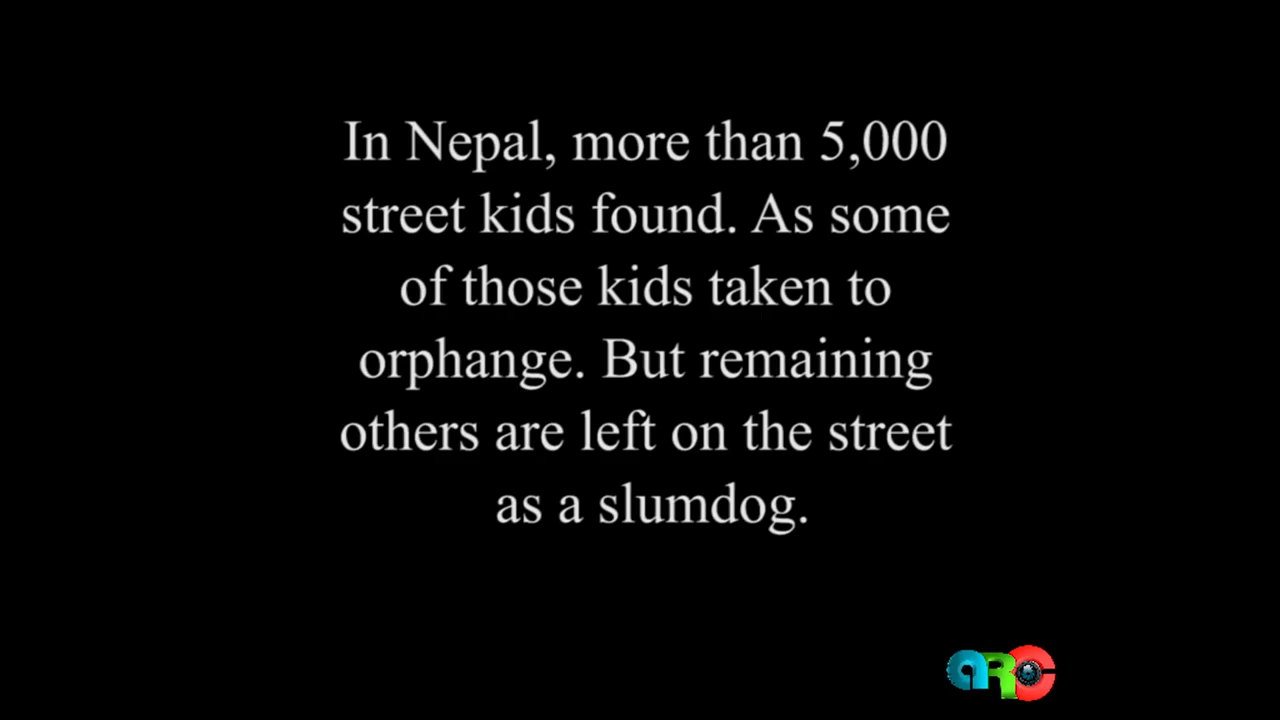 In Nepal, more than 5,000
street kids found. As some
of those kids taken to
orphange. But remaining
others are left on the street
as a slumdog.
aRC